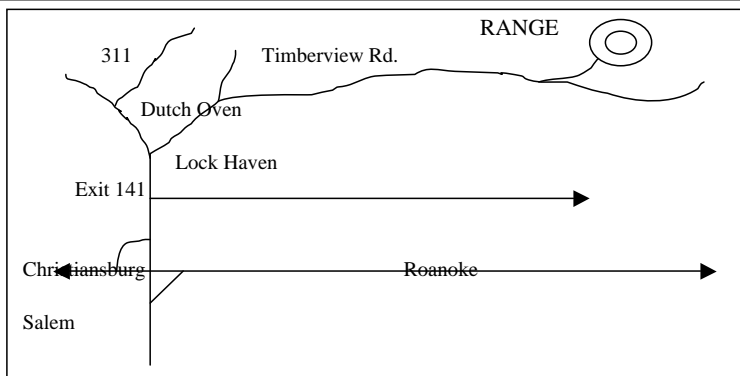 RANGE
311 Timberview Rd.
Dutch Oven
Lock Haven
Exit 141
Christiansburg Roanoke
Salem